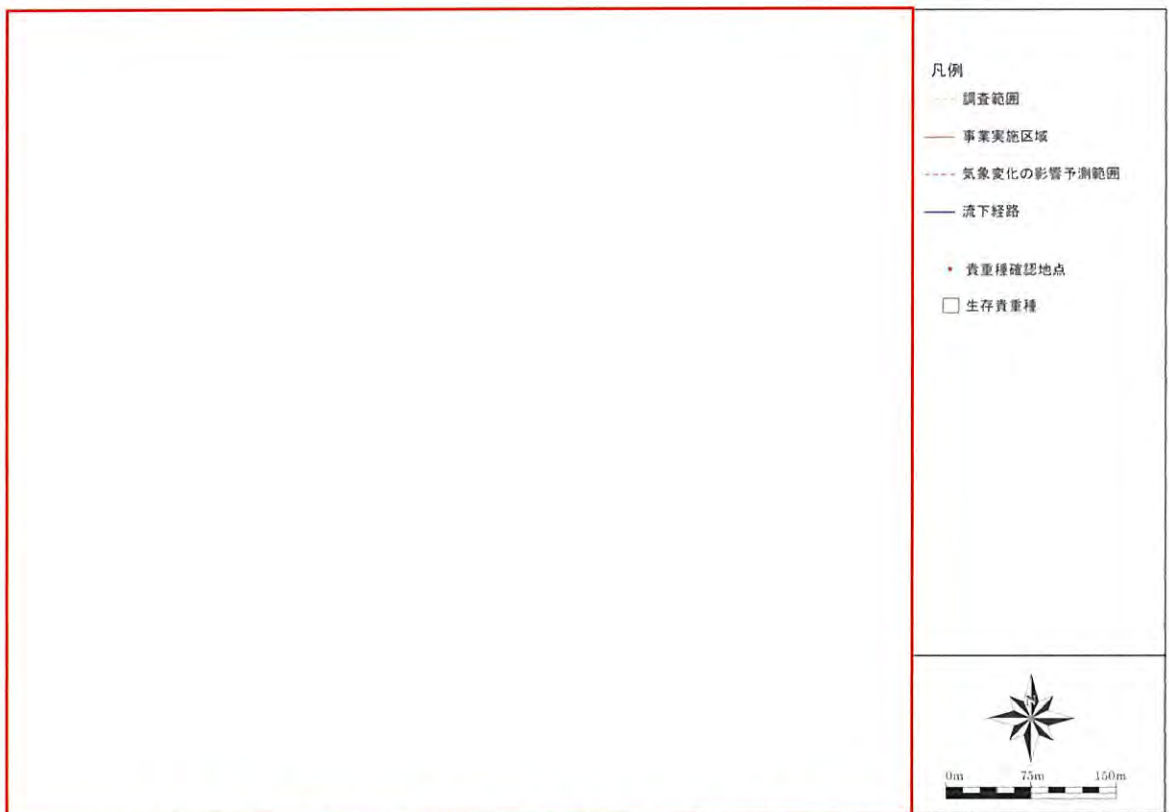 凡例
調査範囲
事業実施区域
気象変化の影響予測範囲
流下経路
貴重種確認地点
生存貴重種
N
0m 75m 150m